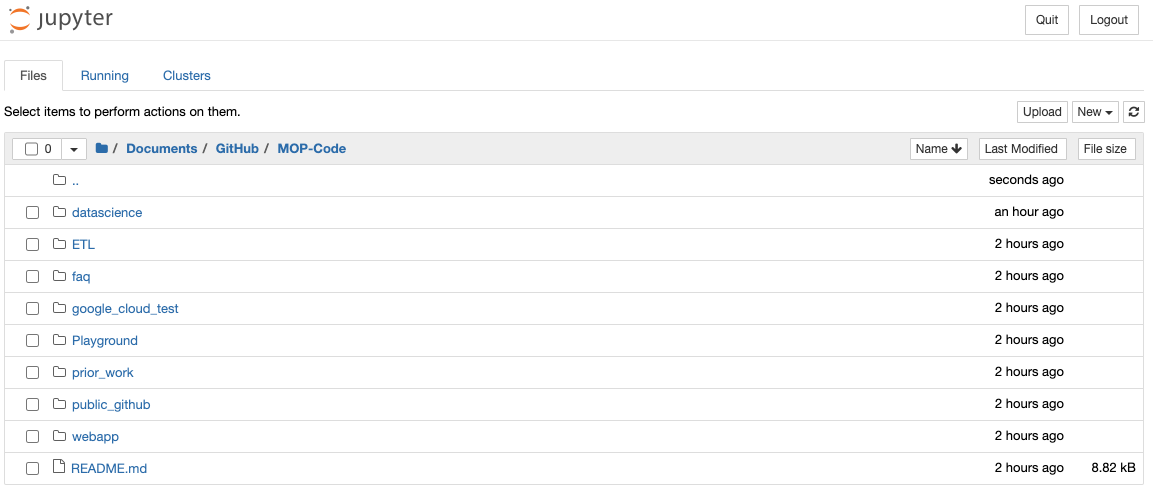 jupyter Quit Logout
Files Running Clusters
Select items to perform actions on them. Upload New
0 / Documents / GitHub / MOP-Code Name Last Modified File size
.. seconds ago
datascience an hour ago
ETL 2 hours ago
faq 2 hours ago
google_cloud_test 2 hours ago
Playground 2 hours ago
prior_work 2 hours ago
public_github 2 hours ago
webapp 2 hours ago
README.md 2 hours ago 8.82 kB